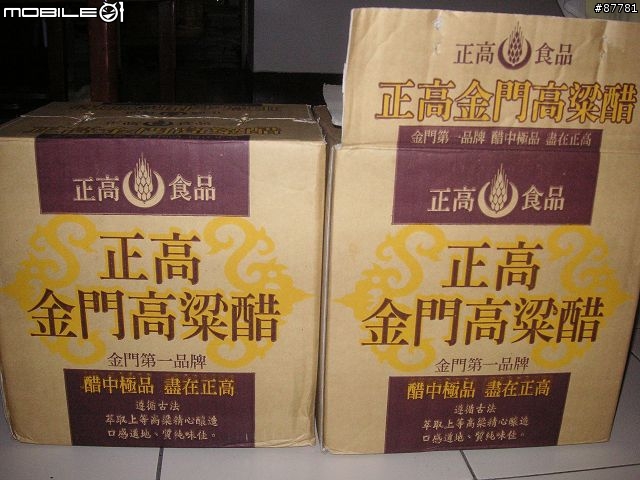 MOBILE01
#87781
正高 食品
正高
金門高粱醋
金門第一品牌
醋中極品 盡在正高
遵循古法
萃取上等高粱精心釀造
口感道地、質純味佳。
正高 食品
正高金門高粱醋
金門第一品牌 醋中極品 盡在正高
正高 食品
正高
金門高粱醋
金門第一品牌
醋中極品 盡在正高
遵循古法
萃取上等高粱精心釀造
口感道地、質純味佳。